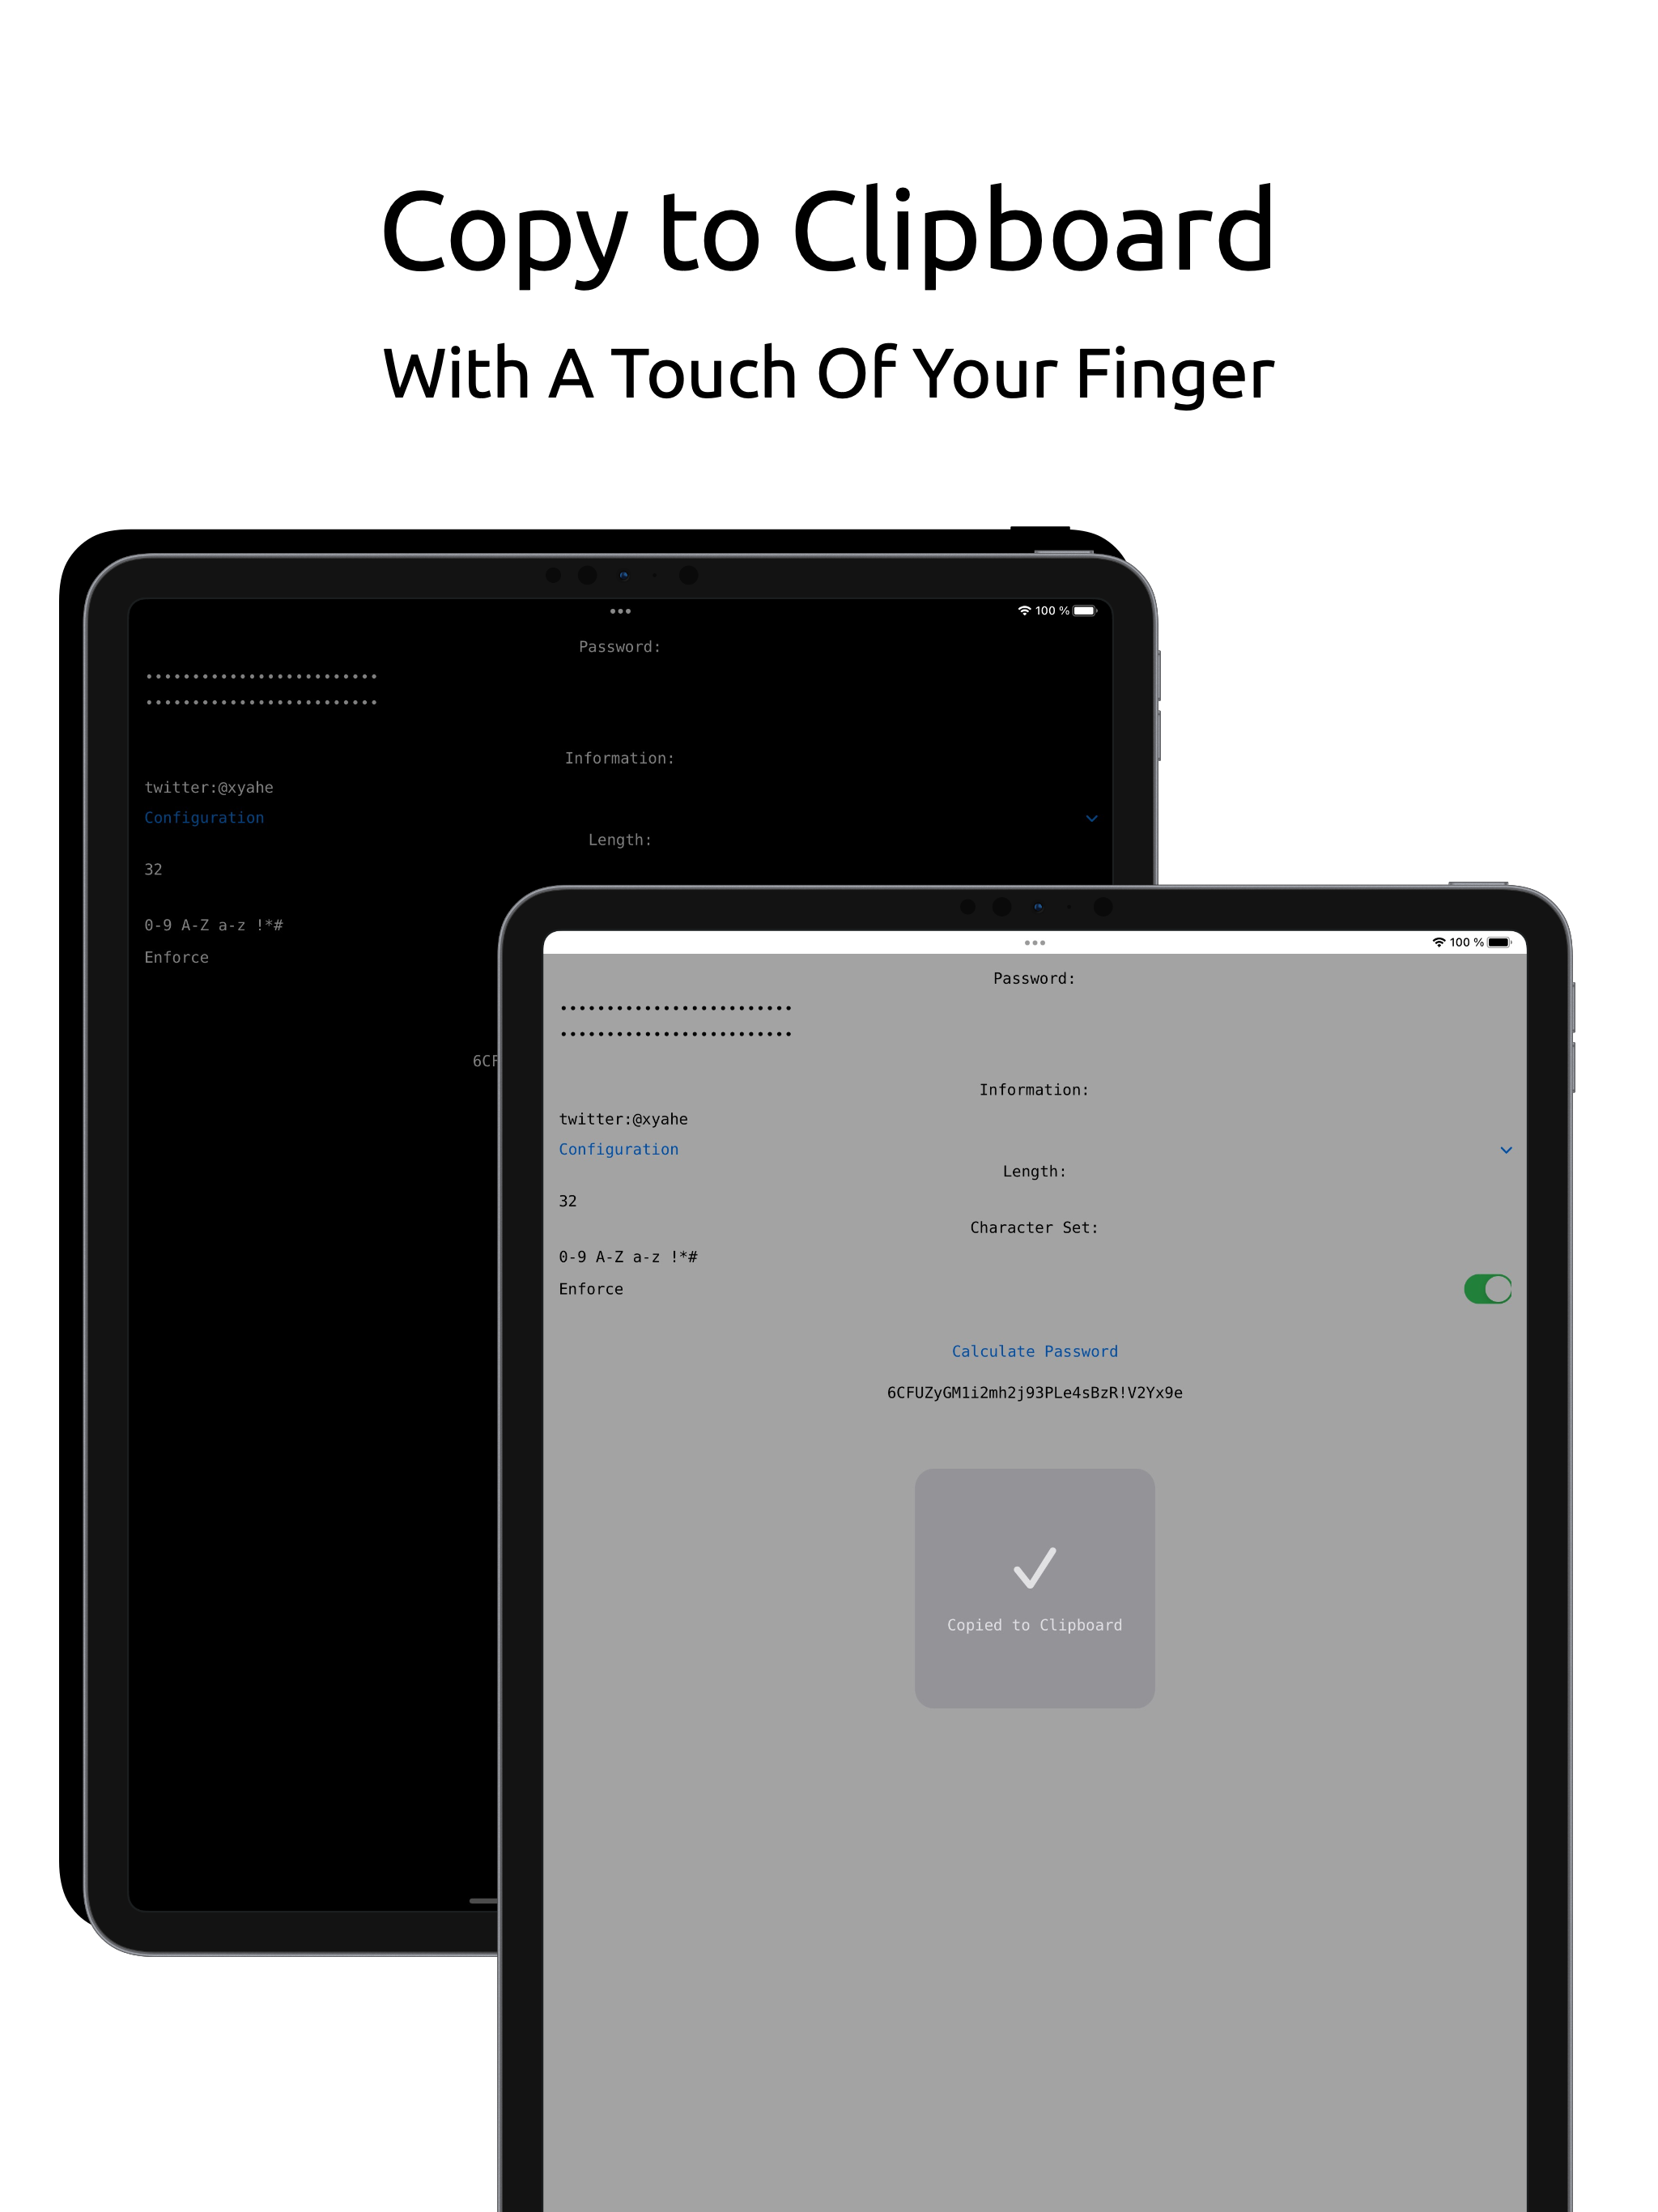 Copy to Clipboard
With A Touch Of Your Finger
100 %
Password:
•••••••••••••••••••••••••
•••••••••••••••••••••••••
Information:
twitter:@xyahe
Configuration
Length:
32
0-9 A-Z a-z !*#
Enforce
6CF
100 %
Password:
•••••••••••••••••••••••••
•••••••••••••••••••••••••
Information:
twitter:@xyahe
Configuration
Length:
32
Character Set:
0-9 A-Z a-z !*#
Enforce
Calculate Password
6CFUZyGM1i2mh2j93PLe4sBzR!V2Yx9e
Copied to Clipboard